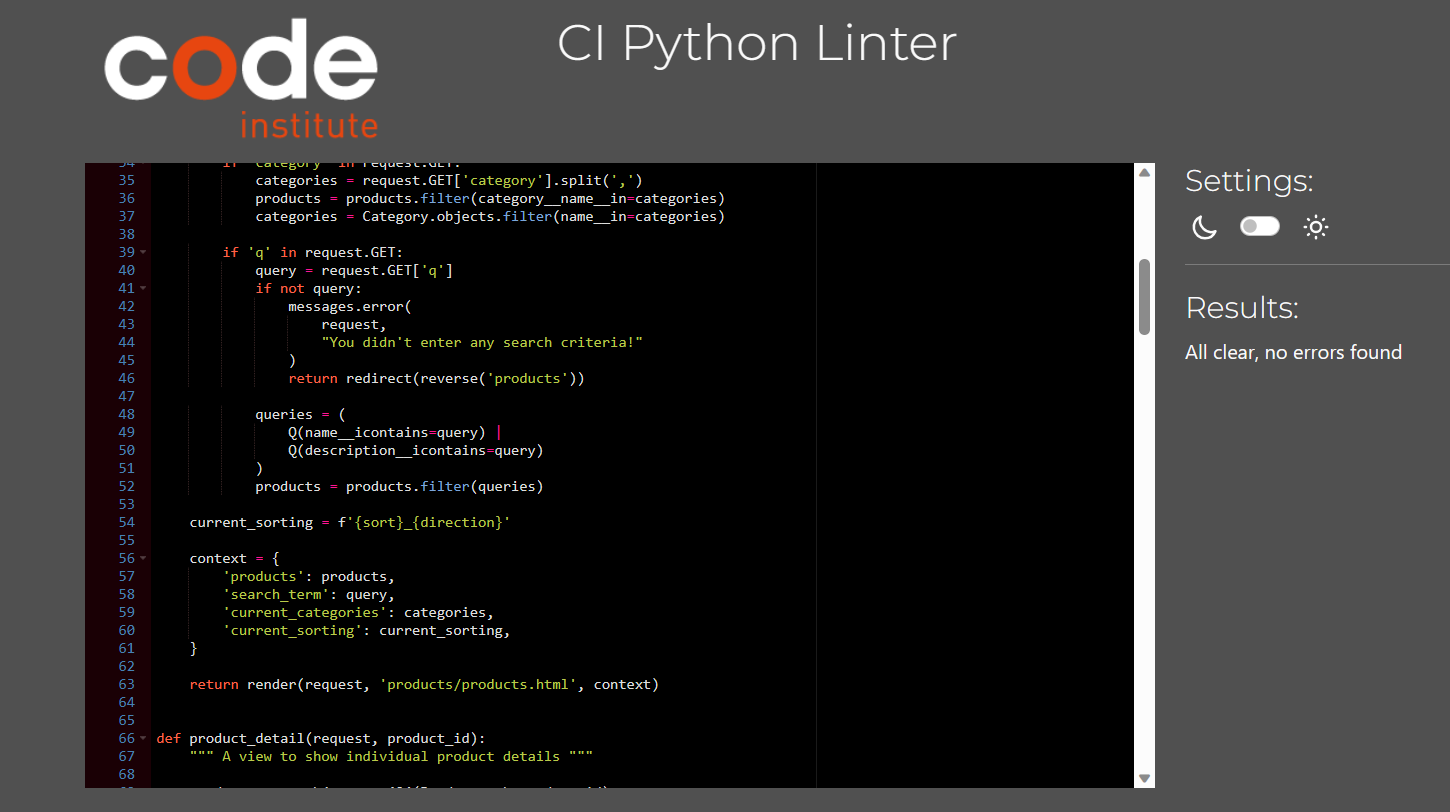 code
institute
CI Python Linter
34 if 'category' in request.GET:
35 categories = request.GET['category'].split(',')
36 products = products.filter(category__name__in=categories)
37 categories = Category.objects.filter(name__in=categories)
38
39 if 'q' in request.GET:
40 query = request.GET['q']
41 if not query:
42 messages.error(
43 request,
44 "You didn't enter any search criteria!"
45 )
46 return redirect(reverse('products'))
47
48 queries = (
49 Q(name__icontains=query) |
50 Q(description__icontains=query)
51 )
52 products = products.filter(queries)
53
54 current_sorting = f'{sort}_{direction}'
55
56 context = {
57 'products': products,
58 'search_term': query,
59 'current_categories': categories,
60 'current_sorting': current_sorting,
61 }
62
63 return render(request, 'products/products.html', context)
64
65
66 def product_detail(request, product_id):
67 """ A view to show individual product details """
68
Settings:
Results:
All clear, no errors found